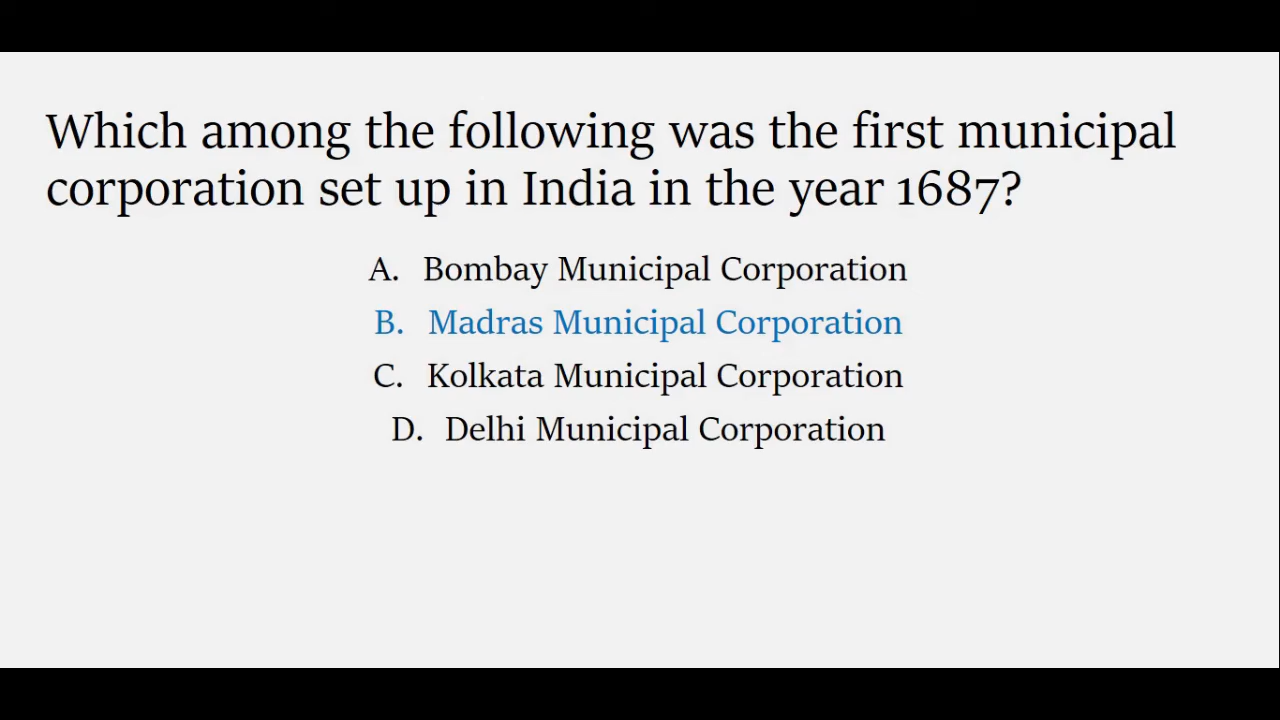 Which among the following was the first municipal
corporation set up in India in the year 1687?
A. Bombay Municipal Corporation
B. Madras Municipal Corporation
C. Kolkata Municipal Corporation
D. Delhi Municipal Corporation